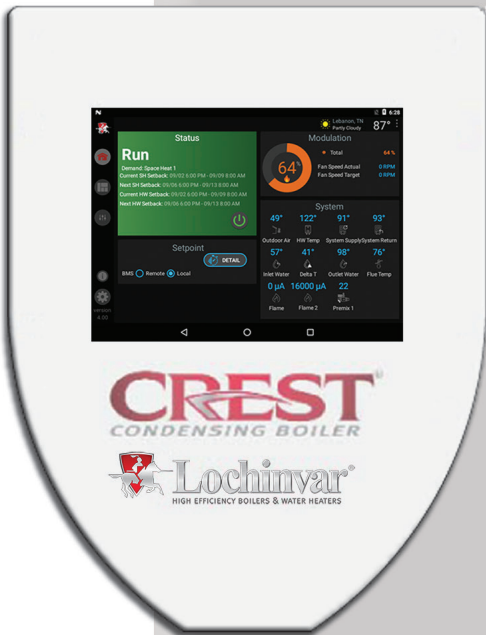 6:28
Lebanon, TN
Partly Cloudy
87°
Status
Run
Demand: Space Heat 1
Current SH Setback: 09/02 6:00 PM - 09/09 8:00 AM
Next SH Setback: 09/06 6:00 PM - 09/13 8:00 AM
Current HW Setback: 09/02 6:00 PM - 09/09 8:00 AM
Next HW Setback: 09/06 6:00 PM - 09/13 8:00 AM
Modulation
64%
Total 64 %
Fan Speed Actual 0 RPM
Fan Speed Target 0 RPM
Setpoint
DETAIL
BMS Remote Local
System
49° 122° 91° 93°
Outdoor Air HW Temp System Supply System Return
57° 41° 98° 76°
Inlet Water Delta T Outlet Water Flue Temp
0 µA 16000 µA 22
Flame Flame 2 Premix 1
version
4.00
CREST
CONDENSING BOILER
Lochinvar®
HIGH EFFICIENCY BOILERS & WATER HEATERS